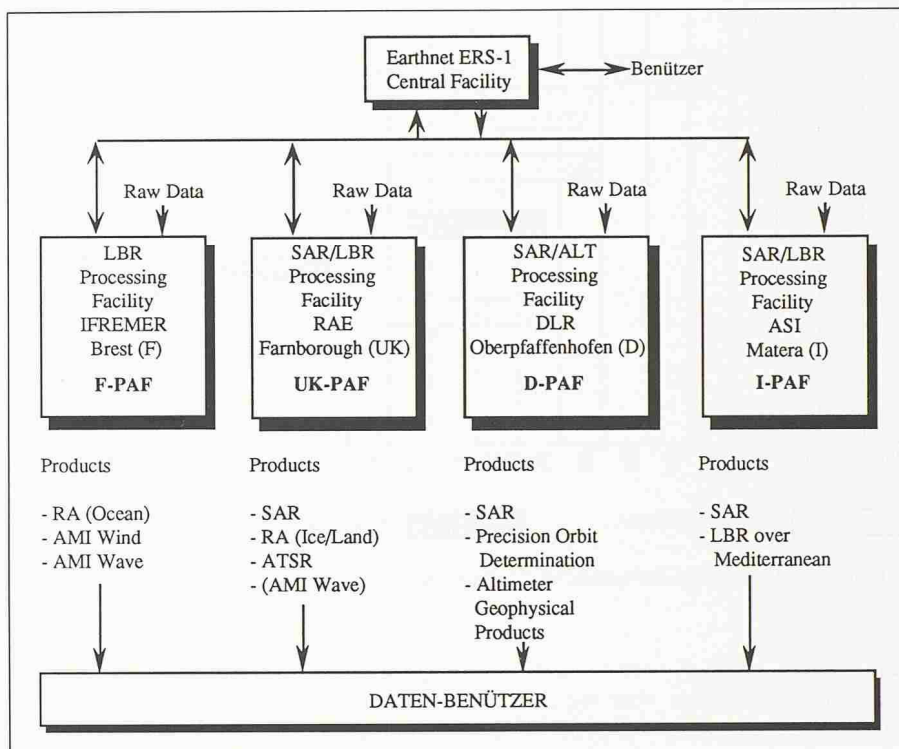 Earthnet ERS-1
Central Facility
Benützer
Raw Data
Raw Data
Raw Data
Raw Data
LBR
Processing
Facility
IFREMER
Brest (F)
F-PAF
SAR/LBR
Processing
Facility
RAE
Farnborough (UK)
UK-PAF
SAR/ALT
Processing
Facility
DLR
Oberpfaffenhofen (D)
D-PAF
SAR/LBR
Processing
Facility
ASI
Matera (I)
I-PAF
Products
- RA (Ocean)
- AMI Wind
- AMI Wave
Products
- SAR
- RA (Ice/Land)
- ATSR
- (AMI Wave)
Products
- SAR
- Precision Orbit
Determination
- Altimeter
Geophysical
Products
Products
- SAR
- LBR over
Mediterranean
DATEN-BENÜTZER